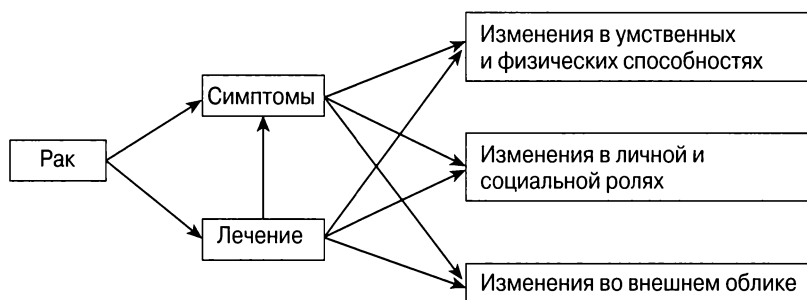 Рак
Симптомы
Лечение
Изменения в умственных
и физических способностях
Изменения в личной и
социальной ролях
Изменения во внешнем облике